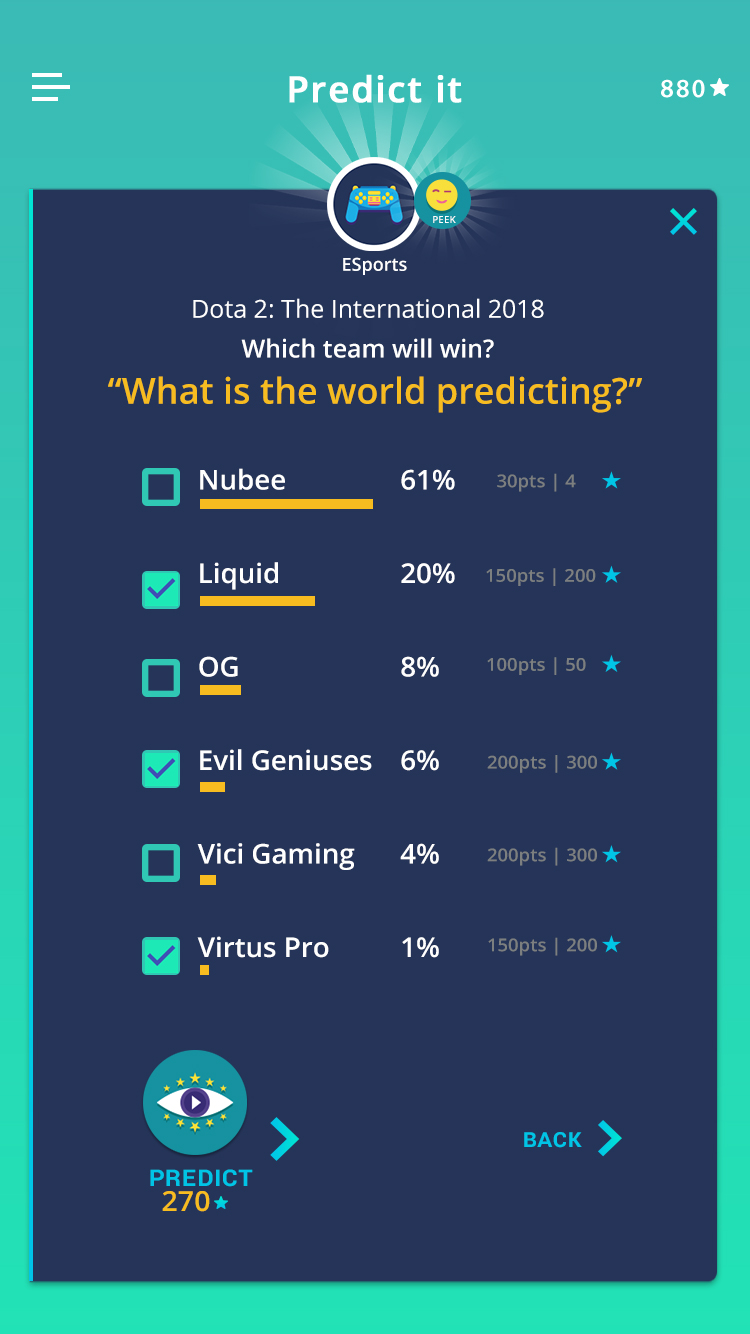 Predict it
880
PEEK
ESports
Dota 2: The International 2018
Which team will win?
“What is the world predicting?”
Nubee 61% 30pts | 4
Liquid 20% 150pts | 200
OG 8% 100pts | 50
Evil Geniuses 6% 200pts | 300
Vici Gaming 4% 200pts | 300
Virtus Pro 1% 150pts | 200
BACK
PREDICT
270